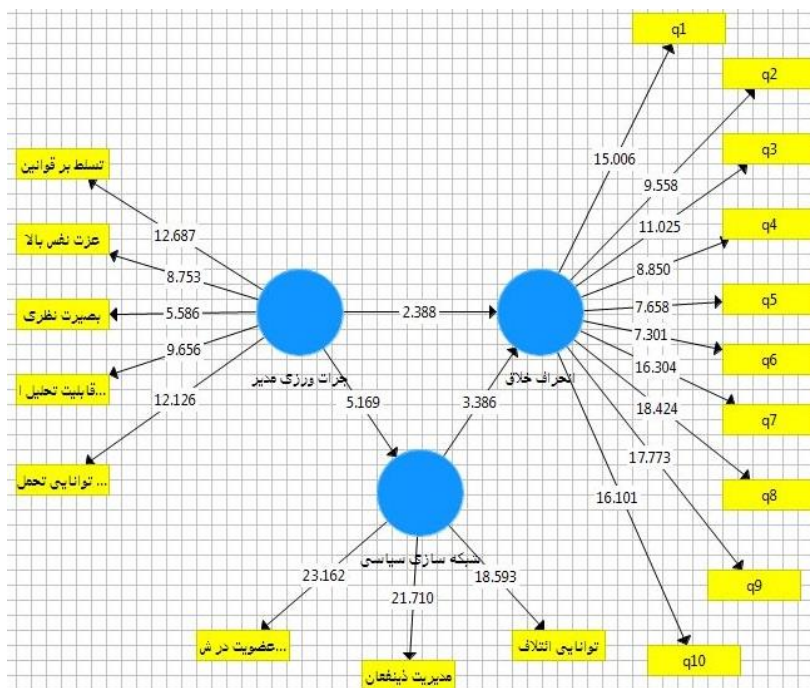 q1
q2
q3
q4
q5
q6
q7
q8
q9
q10
15.006
9.558
11.025
8.850
7.658
7.301
16.304
18.424
17.773
16.101
تسلط بر قوانین
عزت نفس بالا
بصیرت نظری
قابلیت تحلیل ا...
توانایی تحمل ...
12.687
8.753
5.586
9.656
12.126
جرات ورزی مدیر
2.388
انحراف خلاق
5.169
3.386
شبکه سازی سیاسی
23.162
21.710
18.593
عضویت در ش...
مدیریت ذینفعان
توانایی ائتلاف